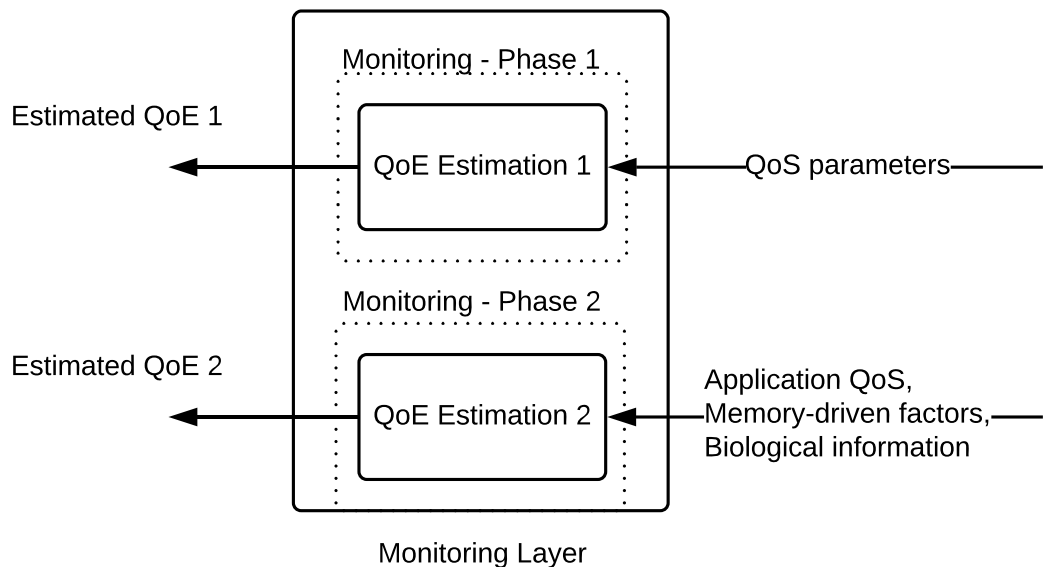 Monitoring - Phase 1
Estimated QoE 1
QoE Estimation 1
QoS parameters
Monitoring - Phase 2
Estimated QoE 2
QoE Estimation 2
Application QoS,
Memory-driven factors,
Biological information
Monitoring Layer